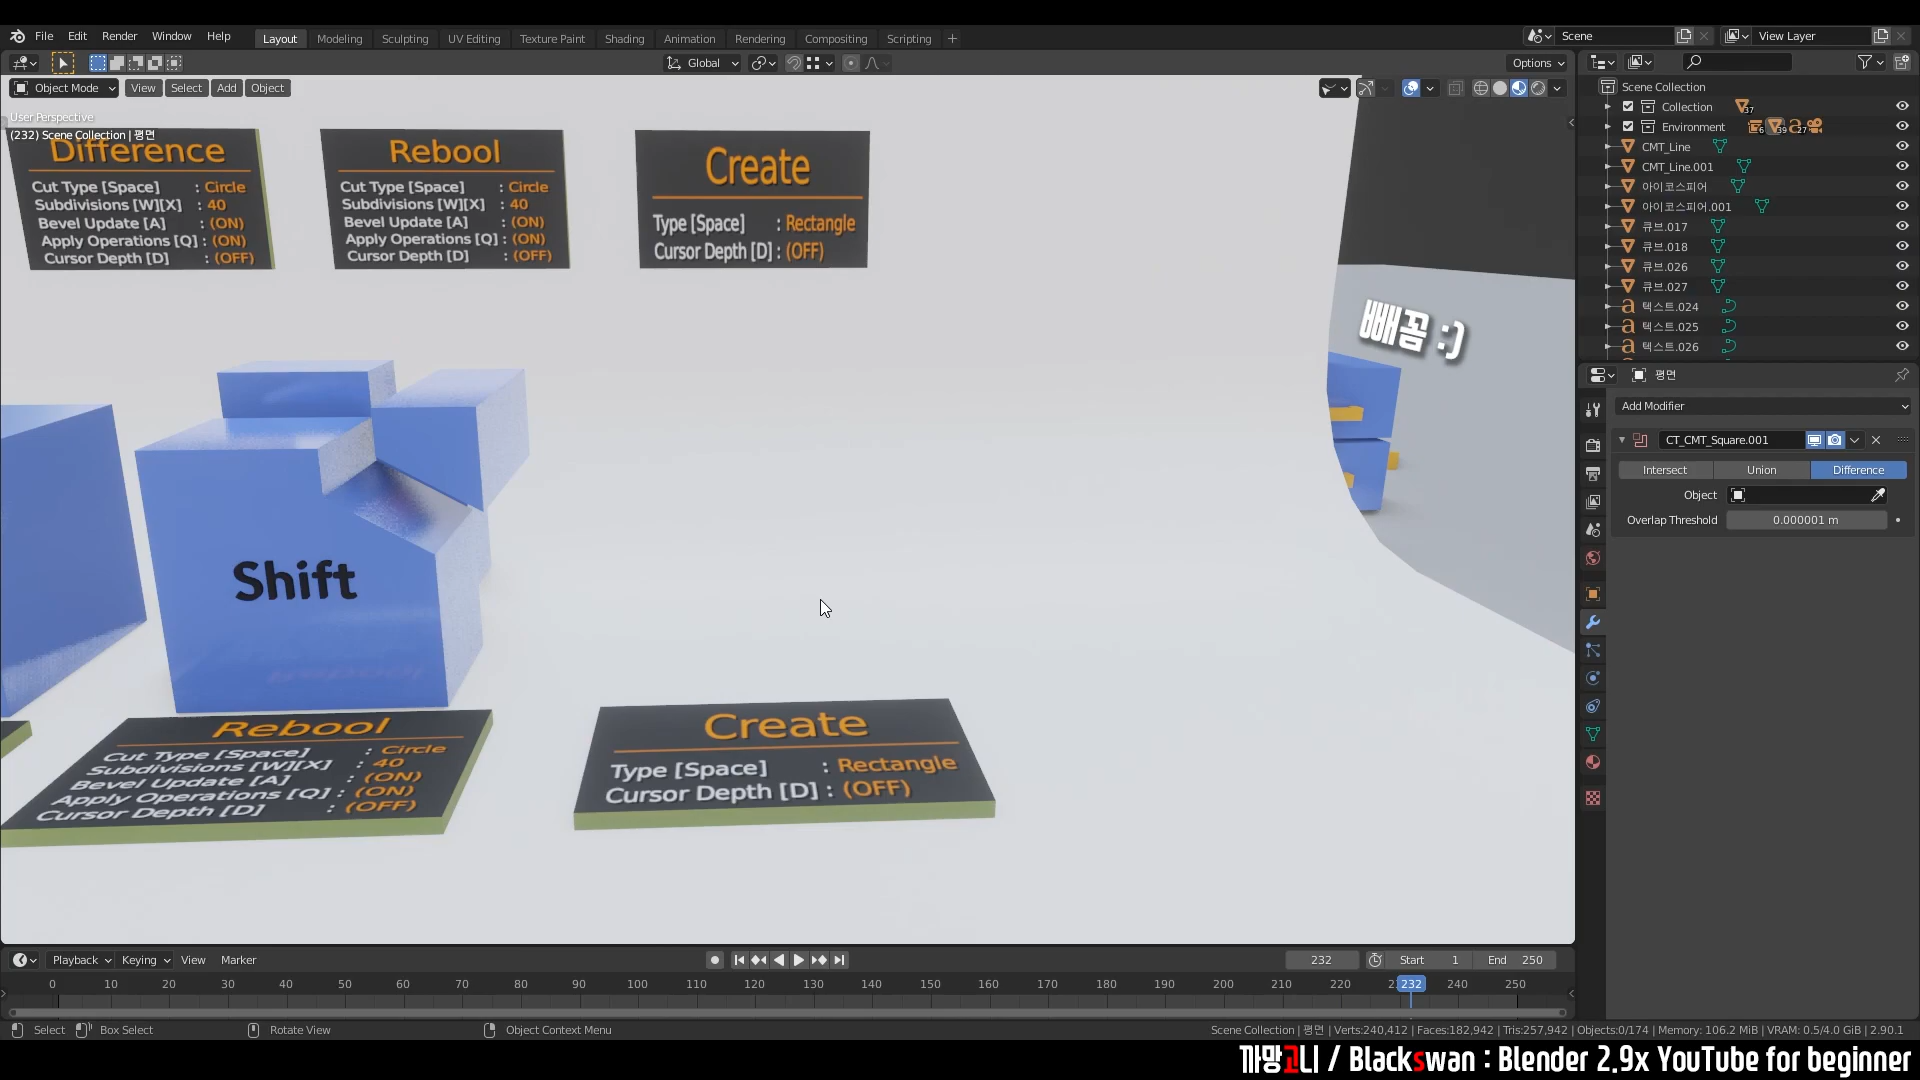 File Edit Render Window Help Layout Modeling Sculpting UV Editing Texture Paint Shading Animation Rendering Compositing Scripting + Scene View Layer
Global Options
Object Mode View Select Add Object
User Perspective
(232) Scene Collection | 평면
Difference
Cut Type [Space] : Circle
Subdivisions [W][X] : 40
Bevel Update [A] : (ON)
Apply Operations [Q] : (ON)
Cursor Depth [D] : (OFF)
Rebool
Cut Type [Space] : Circle
Subdivisions [W][X] : 40
Bevel Update [A] : (ON)
Apply Operations [Q] : (ON)
Cursor Depth [D] : (OFF)
Create
Type [Space] : Rectangle
Cursor Depth [D] : (OFF)
빼꼼 :)
Shift
Rebool
Cut Type [Space] : Circle
Subdivisions [W][X] : 40
Bevel Update [A] : (ON)
Apply Operations [Q] : (ON)
Cursor Depth [D] : (OFF)
Create
Type [Space] : Rectangle
Cursor Depth [D] : (OFF)
Scene Collection
Collection 37
Environment 6 39 27
CMT_Line
CMT_Line.001
아이코스피어
아이코스피어.001
큐브.017
큐브.018
큐브.026
큐브.027
텍스트.024
텍스트.025
텍스트.026
평면
Add Modifier
CT_CMT_Square.001
Intersect Union Difference
Object
Overlap Threshold 0.000001 m
Playback Keying View Marker 232 Start 1 End 250
0 10 20 30 40 50 60 70 80 90 100 110 120 130 140 150 160 170 180 190 200 210 220 232 240 250
Select Box Select Rotate View Object Context Menu Scene Collection | 평면 | Verts:240,412 | Faces:182,942 | Tris:257,942 | Objects:0/174 | Memory: 106.2 MiB | VRAM: 0.5/4.0 GiB | 2.90.1
까망고니 / Blackswan : Blender 2.9x YouTube for beginner